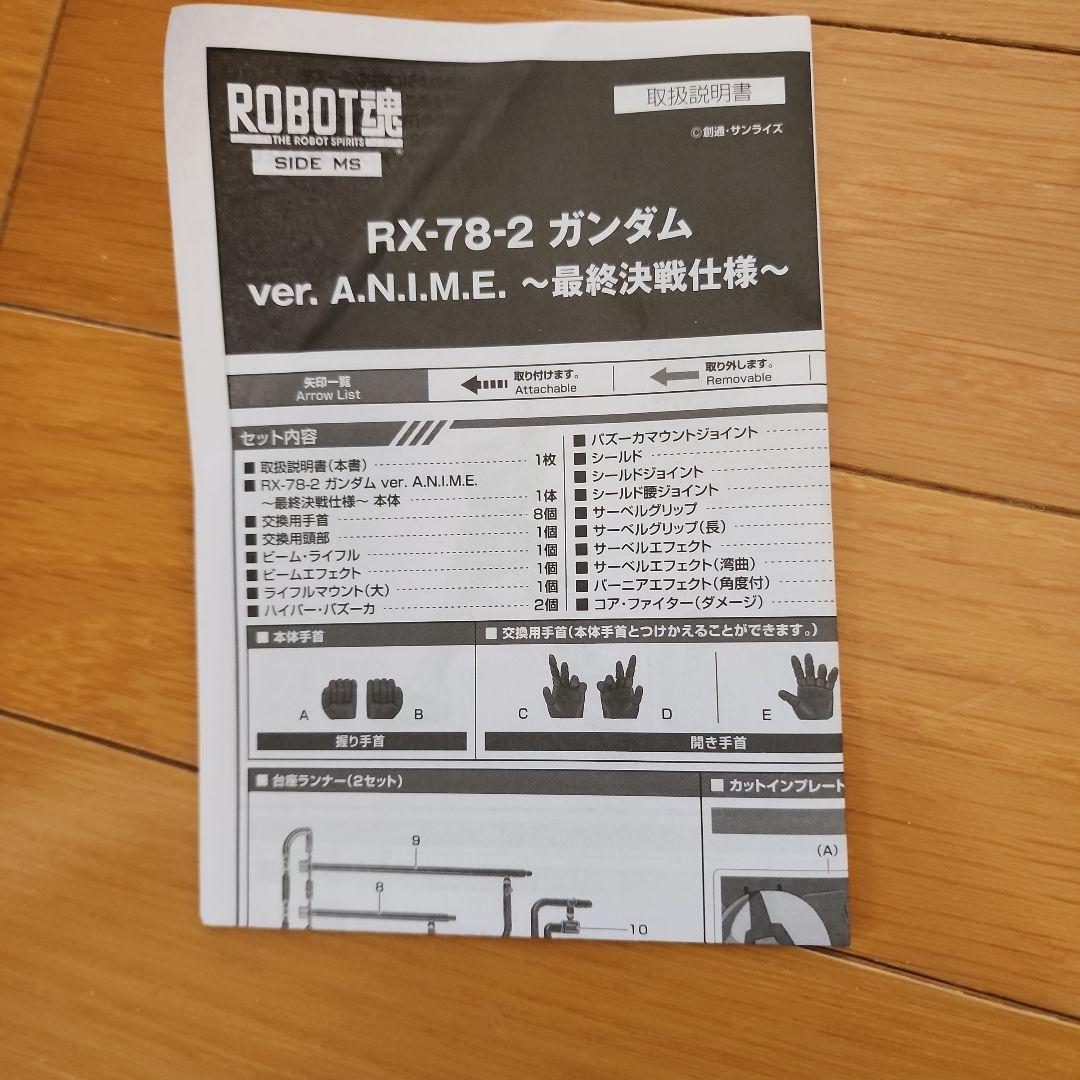 ROBOT魂
THE ROBOT SPIRITS
SIDE MS
取扱説明書
©創通・サンライズ
RX-78-2 ガンダム
ver. A.N.I.M.E. ～最終決戦仕様～
矢印一覧
Arrow List
取り付けます。
Attachable
取り外します。
Removable
セット内容
■ 取扱説明書（本書） 1枚
■ RX-78-2 ガンダム ver. A.N.I.M.E.
～最終決戦仕様～ 本体 1体
■ 交換用手首 8個
■ 交換用頭部 1個
■ ビーム・ライフル 1個
■ ビームエフェクト 1個
■ ライフルマウント（大） 1個
■ ハイパー・バズーカ 2個
■ バズーカマウントジョイント
■ シールド
■ シールドジョイント
■ シールド腰ジョイント
■ サーベルグリップ
■ サーベルグリップ（長）
■ サーベルエフェクト
■ サーベルエフェクト（湾曲）
■ バーニアエフェクト（角度付）
■ コア・ファイター（ダメージ）
■ 本体手首
A B
握り手首
■ 交換用手首（本体手首とつけかえることができます。）
C D E
開き手首
■ 台座ランナー（2セット）
9
8
10
■ カットインプレート
(A)